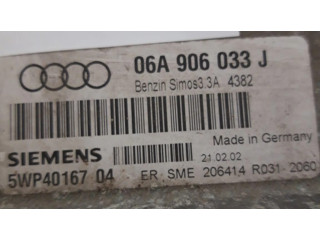 06A 906 033 J
Benzin Simos3.3A 4382
Made in Germany
SIEMENS 21.02.02
5WP40167 04 ER SME 206414 R031- 2060